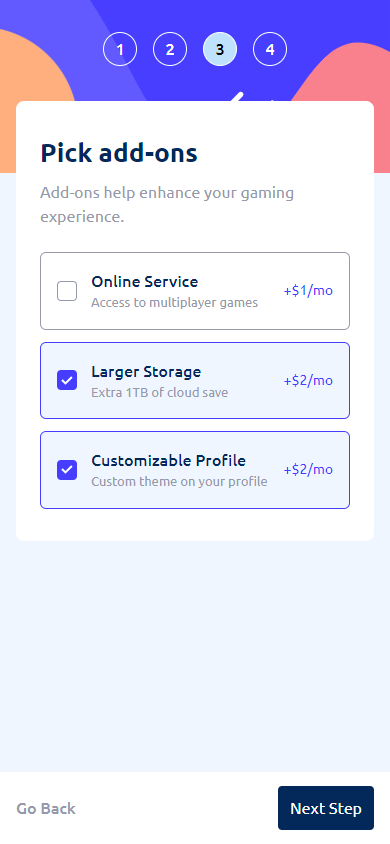 1 2 3 4
Pick add-ons
Add-ons help enhance your gaming
experience.
Online Service
Access to multiplayer games
+$1/mo
Larger Storage
Extra 1TB of cloud save
+$2/mo
Customizable Profile
Custom theme on your profile
+$2/mo
Go Back
Next Step